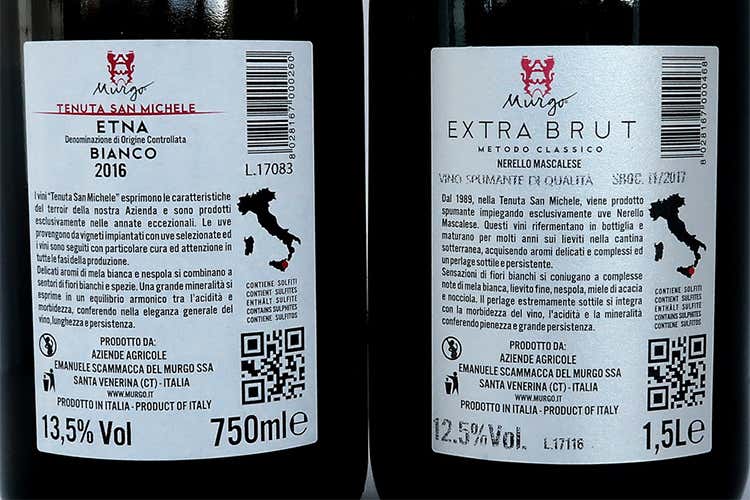 Murgo
TENUTA SAN MICHELE
ETNA
Denominazione di Origine Controllata
BIANCO
2016
8 028167 000260
L.17083
I vini "Tenuta San Michele" esprimono le caratteristiche
del terroir della nostra Azienda e sono prodotti
esclusivamente nelle annate eccezionali. Le uve
provengono da vigneti impiantati con uve selezionate ed
i vini sono seguiti con particolare cura ed attenzione in
tutte le fasi della produzione.
Delicati aromi di mela bianca e nespola si combinano a
sentori di fiori bianchi e spezie. Una grande mineralità si
esprime in un equilibrio armonico tra l'acidità e
morbidezza, conferendo nella eleganza generale del
vino, lunghezza e persistenza.
CONTIENE SOLFITI
CONTIENT SULFITES
ENTHÄLT SULFITE
CONTAINS SULPHITES
CONTIENE SULFITOS
PRODOTTO DA:
AZIENDE AGRICOLE
EMANUELE SCAMMACCA DEL MURGO SSA
SANTA VENERINA (CT) - ITALIA
WWW.MURGO.IT
PRODOTTO IN ITALIA - PRODUCT OF ITALY
13,5% Vol
750ml e
Murgo
EXTRA BRUT
METODO CLASSICO
NERELLO MASCALESE
VINO SPUMANTE DI QUALITÀ
SBOC. 11/2017
8 028167 000468
Dal 1989, nella Tenuta San Michele, viene prodotto
spumante impiegando esclusivamente uve Nerello
Mascalese. Questi vini rifermentano in bottiglia e
maturano per molti anni sui lieviti nella cantina
sotterranea, acquisendo aromi delicati e complessi ed
un perlage sottile e persistente.
Sensazioni di fiori bianchi si coniugano a complesse
note di mela bianca, lievito fine, nespola, miele di acacia
e nocciola. Il perlage estremamente sottile si integra
con la morbidezza del vino, l'acidità e la mineralità
conferendo pienezza e grande persistenza.
CONTIENE SOLFITI
CONTIENT SULFITES
ENTHÄLT SULFITE
CONTAINS SULPHITES
CONTIENE SULFITOS
PRODOTTO DA:
AZIENDE AGRICOLE
EMANUELE SCAMMACCA DEL MURGO SSA
SANTA VENERINA (CT) - ITALIA
WWW.MURGO.IT
PRODOTTO IN ITALIA - PRODUCT OF ITALY
12.5%Vol.
L.17116
1,5L e